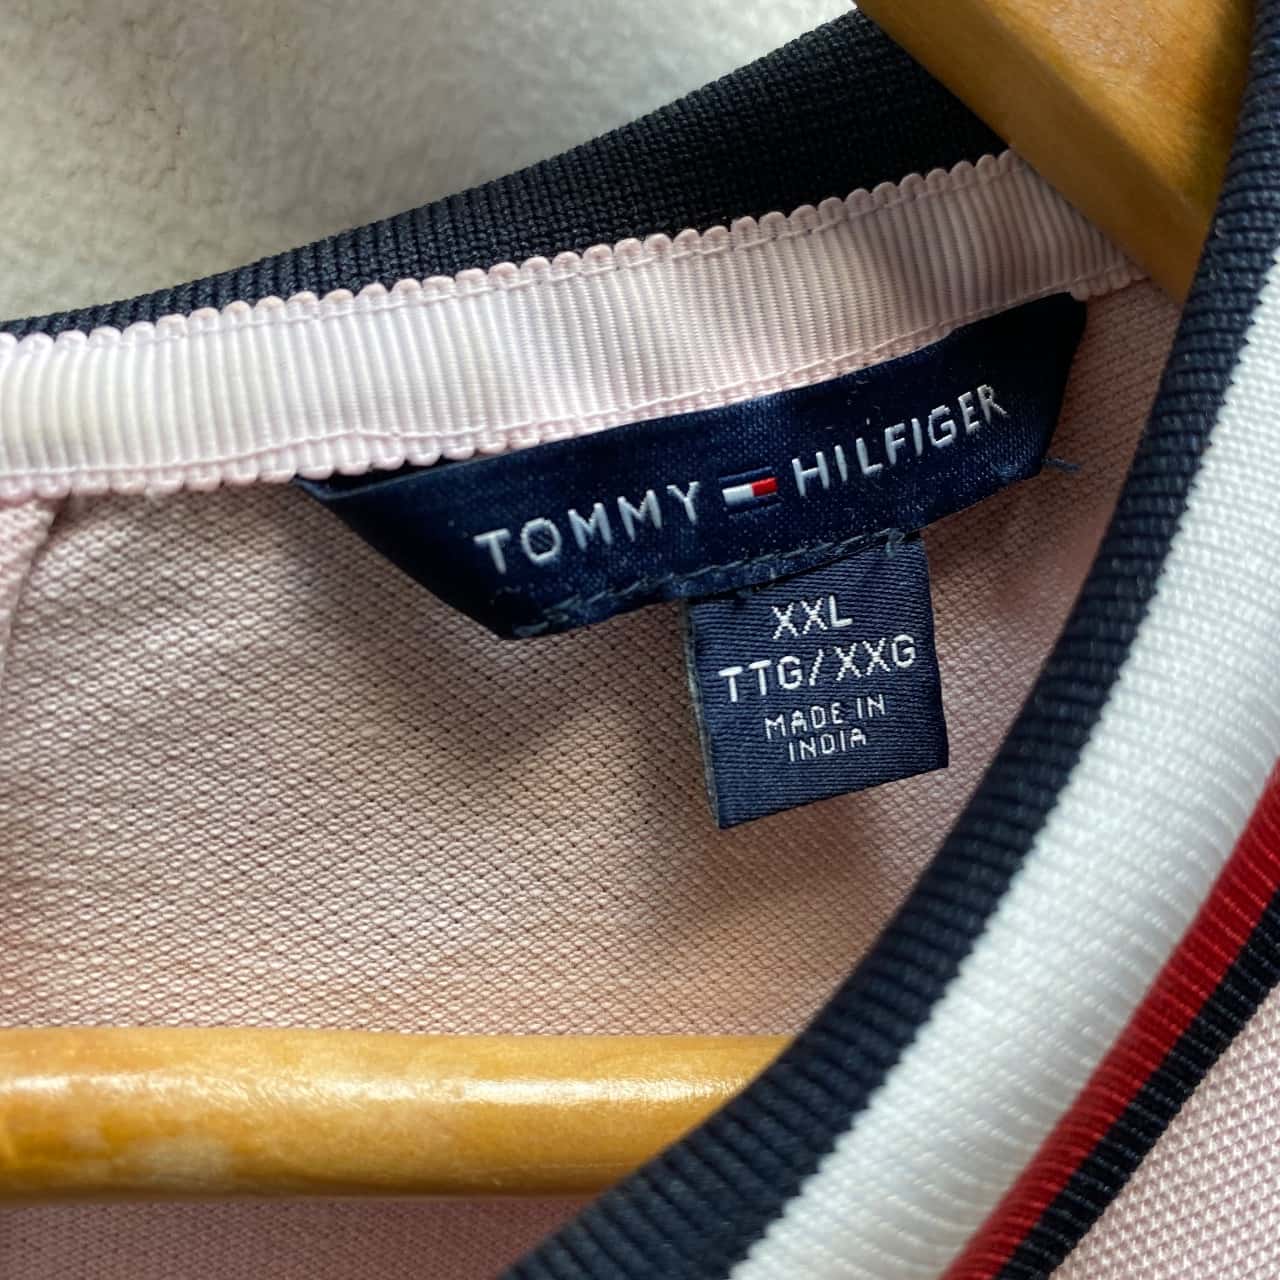 TOMMY HILFIGER
XXL
TTG/XXG
MADE IN
INDIA